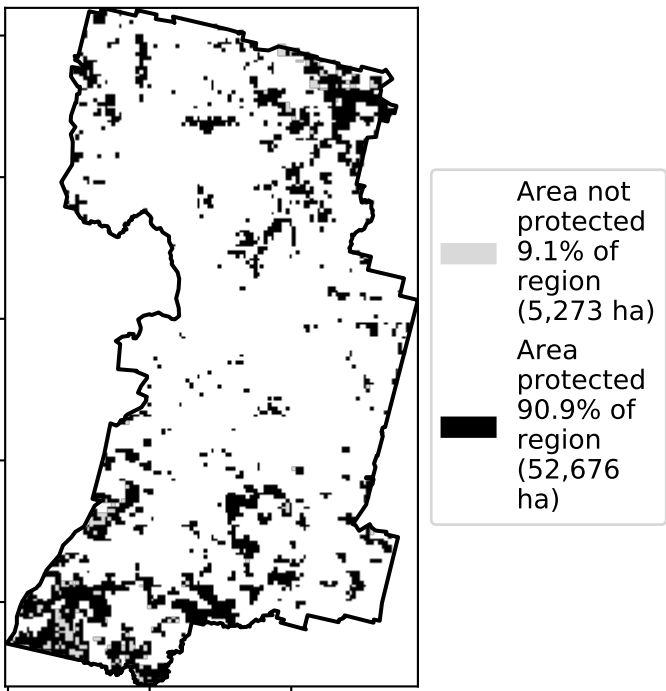 Area not
protected
9.1% of
region
(5,273 ha)
Area
protected
90.9% of
region
(52,676
ha)